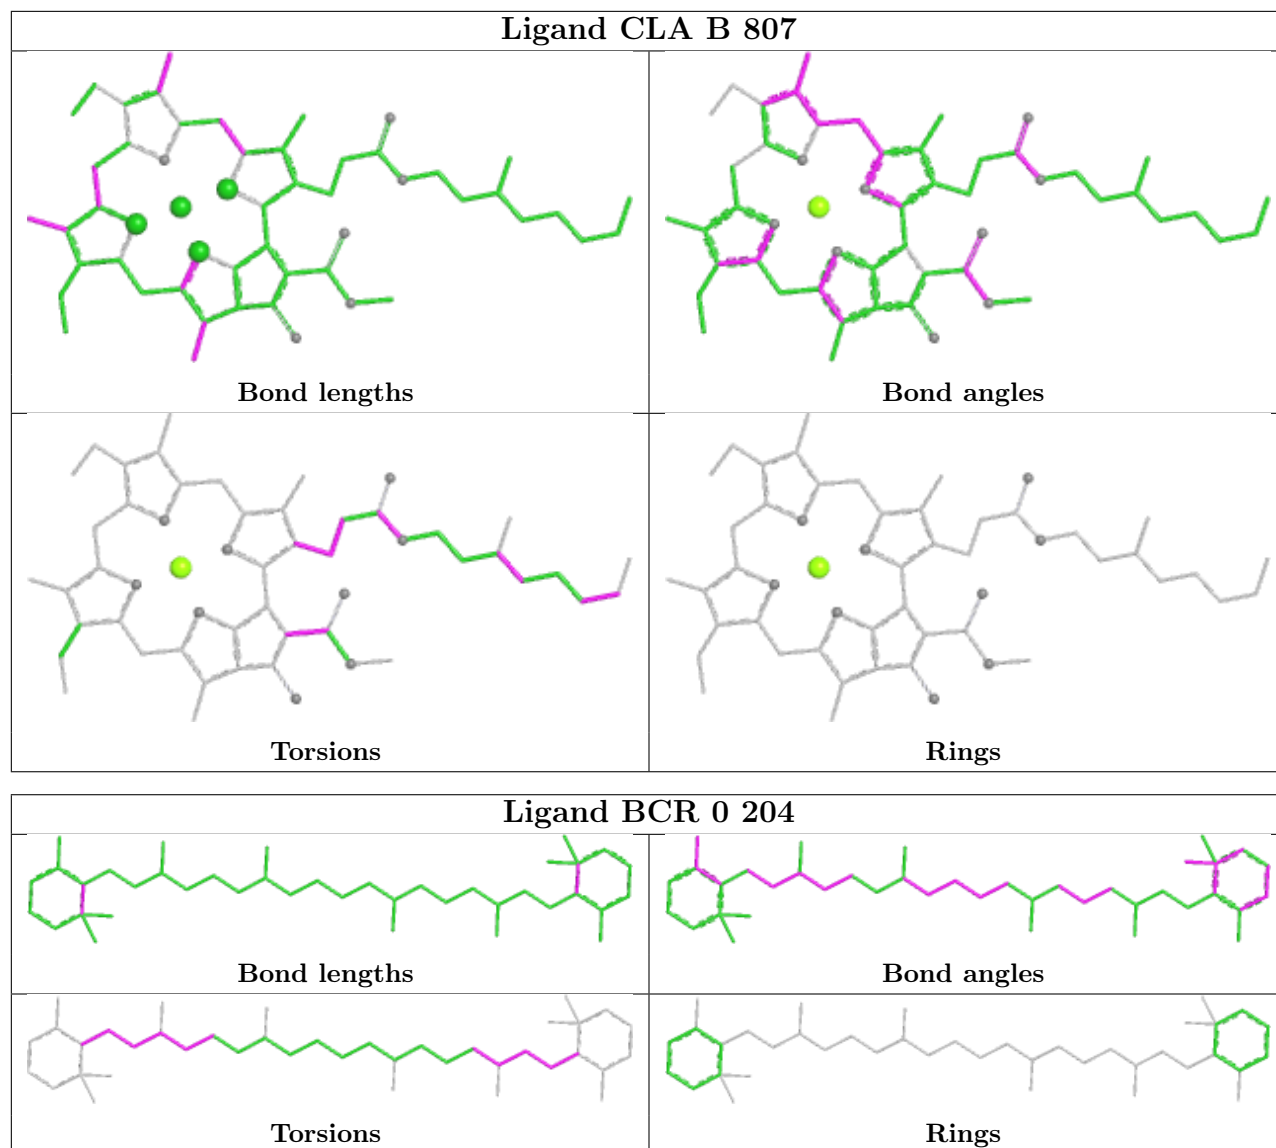 Ligand CLA B 807
Bond lengths
Bond angles
Torsions
Rings
Ligand BCR 0 204
Bond lengths
Bond angles
Torsions
Rings